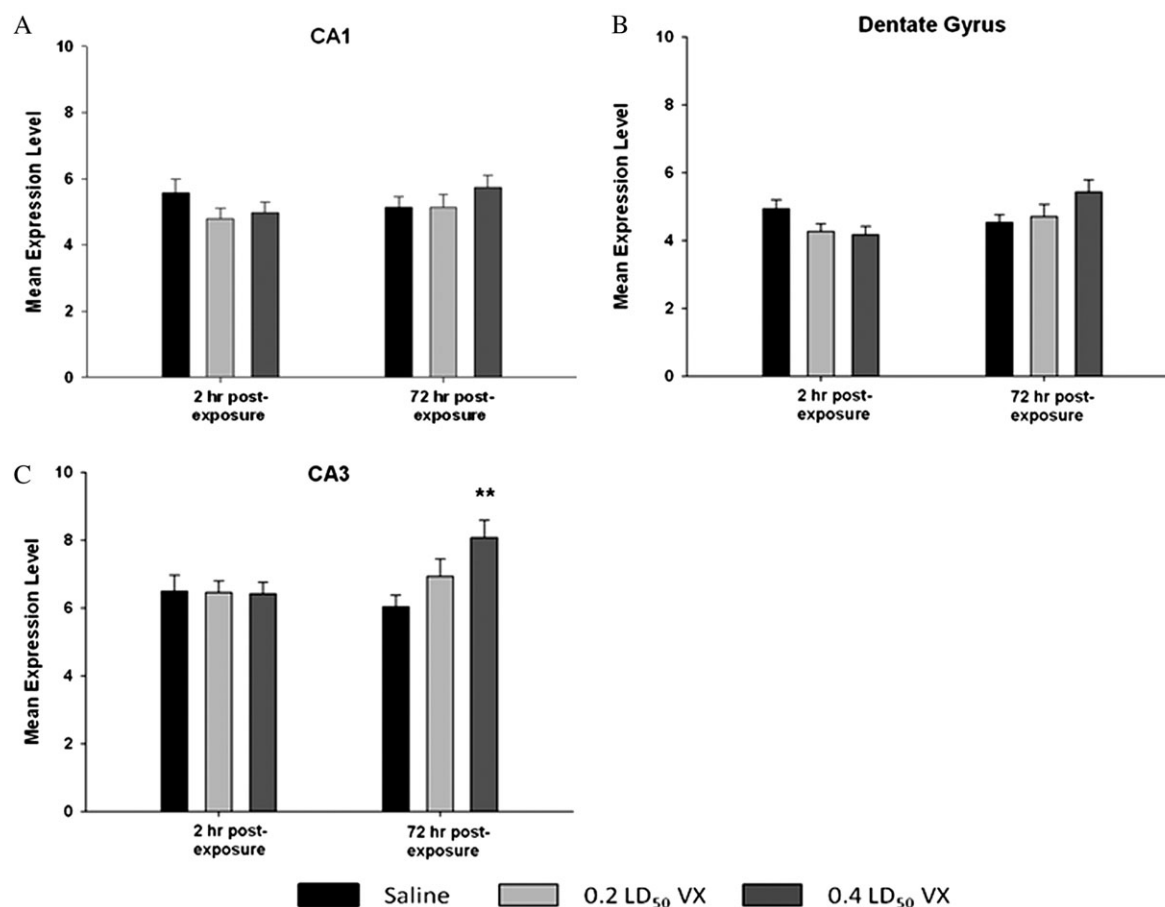 A
CA1
10
8
6
4
2
0
Mean Expression Level
2 hr post-
exposure
72 hr post-
exposure
B
Dentate Gyrus
10
8
6
4
2
0
Mean Expression Level
2 hr post-
exposure
72 hr post-
exposure
C
CA3
10
8
6
4
2
0
Mean Expression Level
**
2 hr post-
exposure
72 hr post-
exposure
Saline
0.2 LD₅₀ VX
0.4 LD₅₀ VX